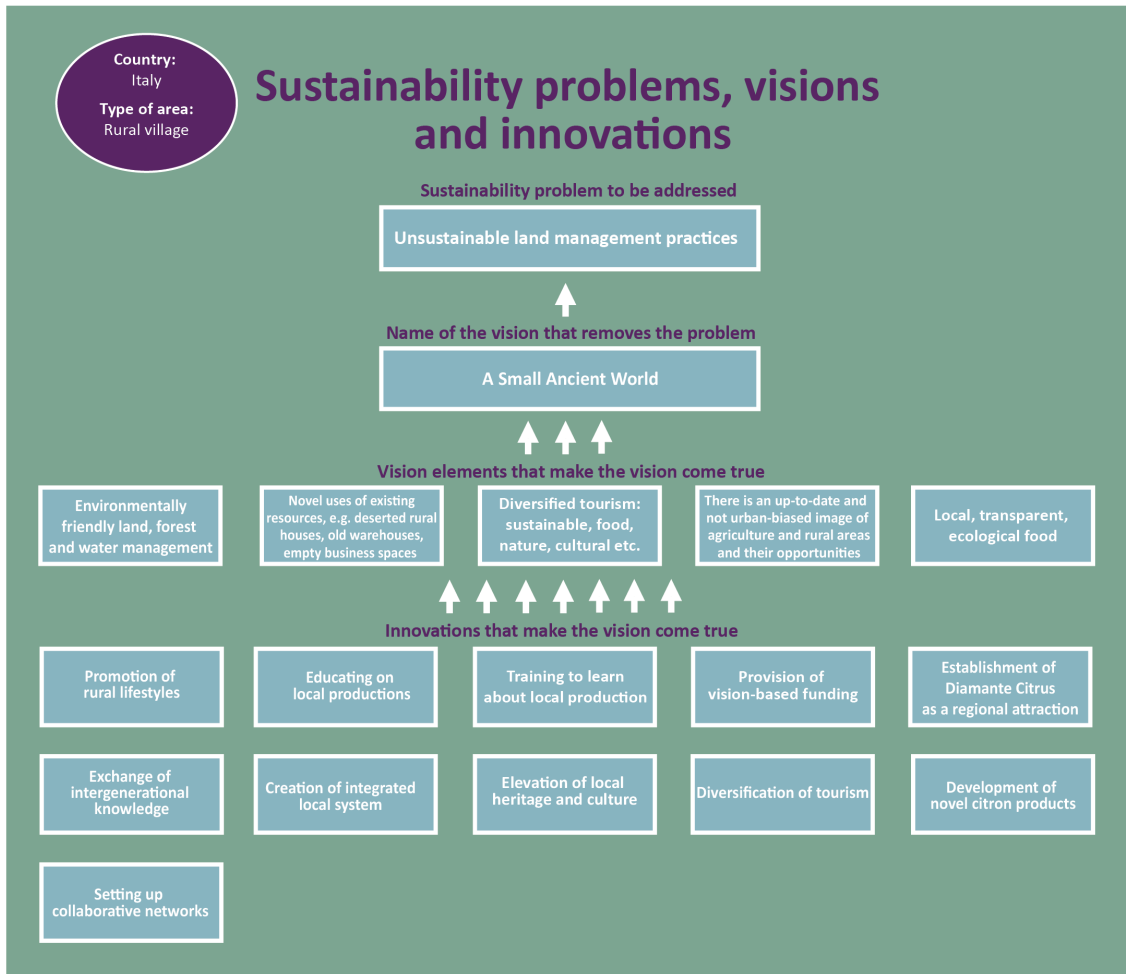 Country:
Italy
Type of area:
Rural village
Sustainability problems, visions
and innovations
Sustainability problem to be addressed
Unsustainable land management practices
Name of the vision that removes the problem
A Small Ancient World
Vision elements that make the vision come true
Environmentally
friendly land, forest
and water management
Novel uses of existing
resources, e.g. deserted rural
houses, old warehouses,
empty business spaces
Diversified tourism:
sustainable, food,
nature, cultural etc.
There is an up-to-date and
not urban-biased image of
agriculture and rural areas
and their opportunities
Local, transparent,
ecological food
Innovations that make the vision come true
Promotion of
rural lifestyles
Educating on
local productions
Training to learn
about local production
Provision of
vision-based funding
Establishment of
Diamante Citrus
as a regional attraction
Exchange of
intergenerational
knowledge
Creation of integrated
local system
Elevation of local
heritage and culture
Diversification of tourism
Development of
novel citron products
Setting up
collaborative networks